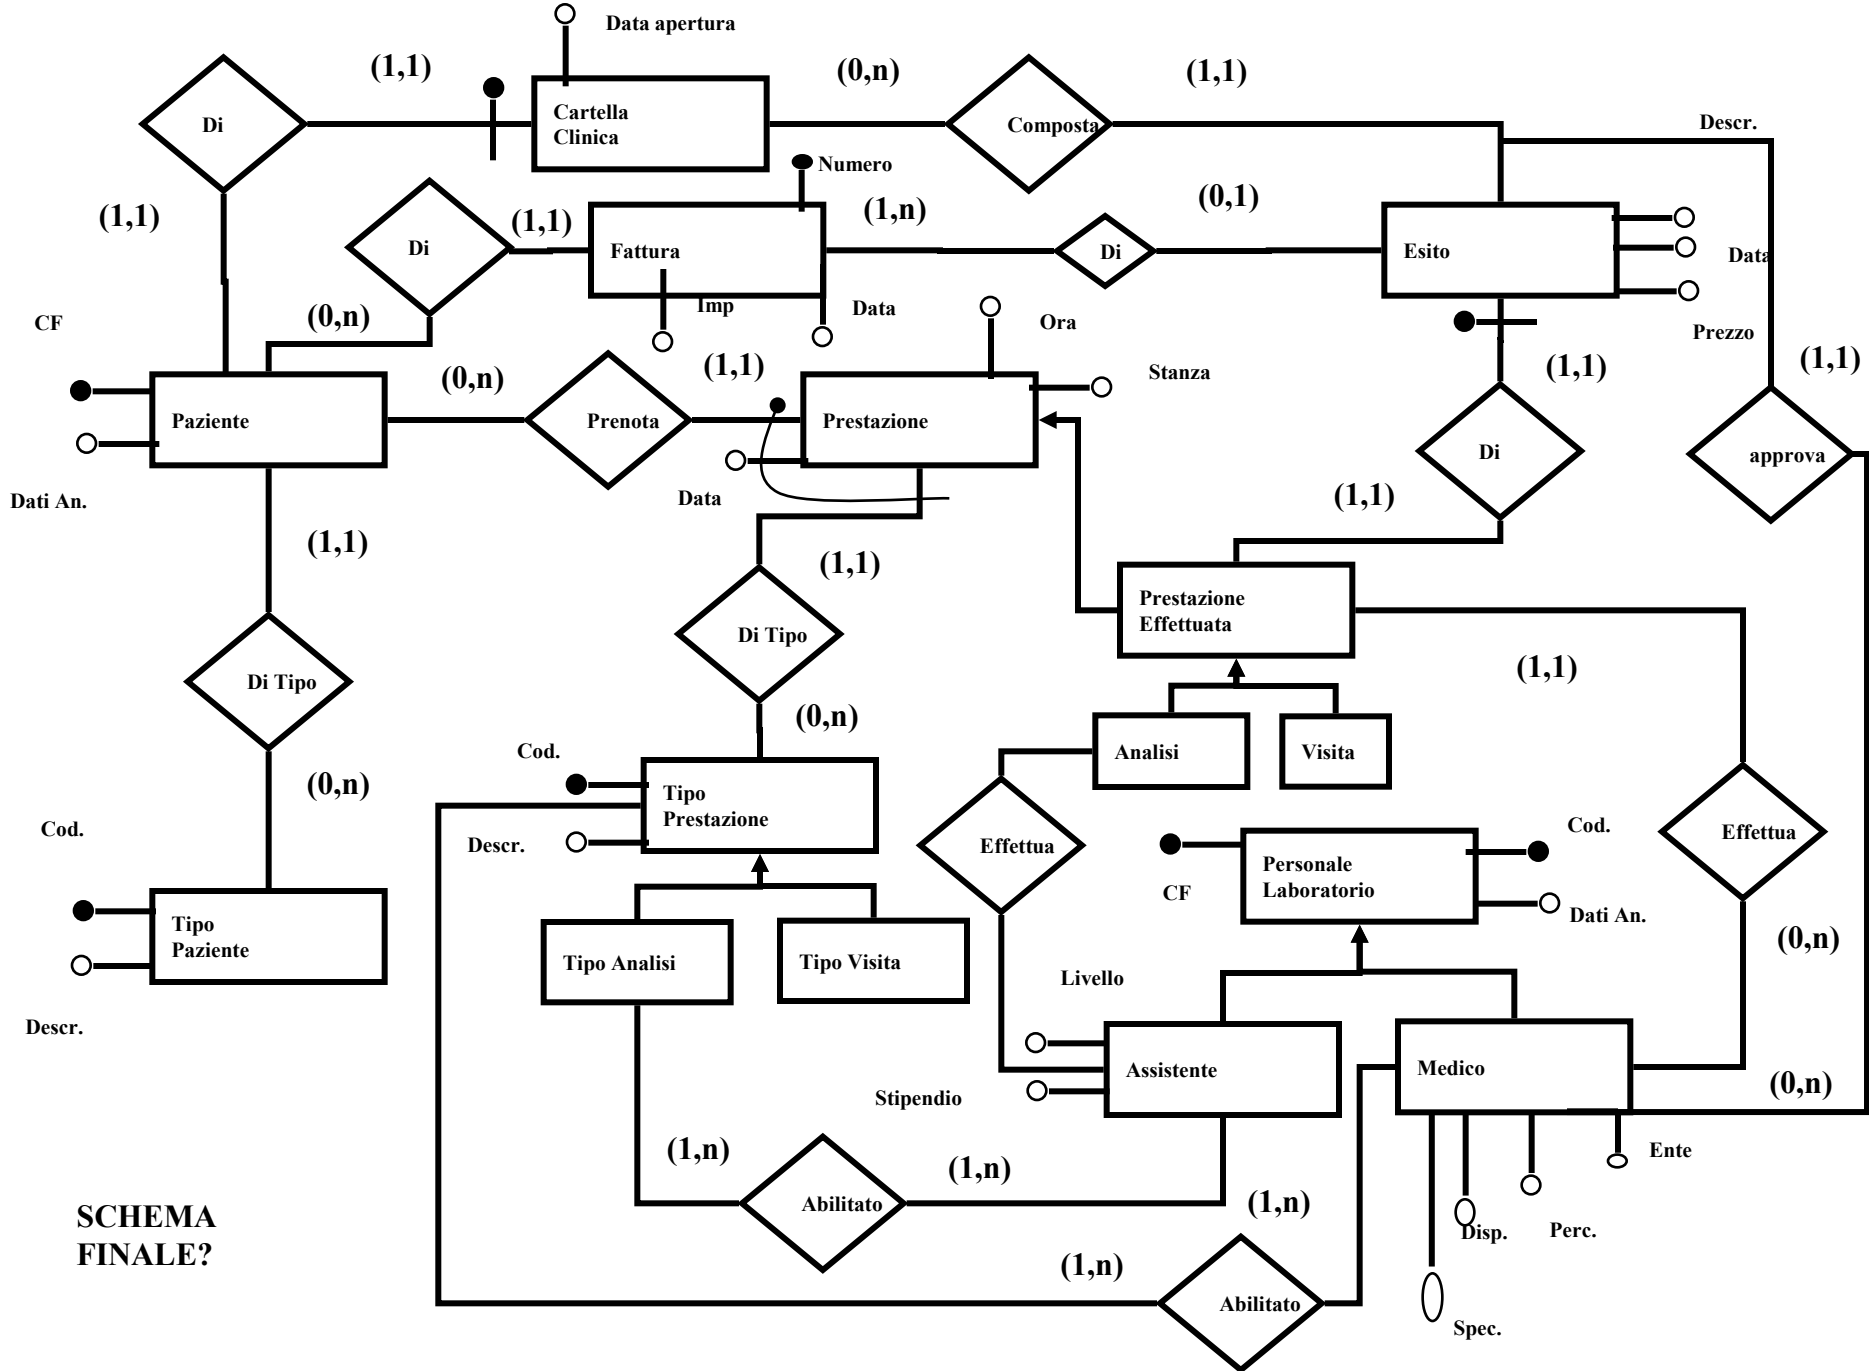 Data apertura
(1,1)
(0,n)
(1,1)
Di
Cartella
Clinica
Composta
Descr.
Numero
(1,1)
(1,1)
(1,n)
(0,1)
Di
Fattura
Di
Esito
Data
Imp
Data
CF
(0,n)
Ora
Prezzo
(0,n)
(1,1)
Stanza
(1,1)
(1,1)
Paziente
Prenota
Prestazione
Di
approva
Dati An.
Data
(1,1)
(1,1)
(1,1)
Prestazione
Effettuata
Di Tipo
Di Tipo
(1,1)
(0,n)
Cod.
Analisi
Visita
(0,n)
Tipo
Prestazione
Cod.
Descr.
Effettua
Cod.
Effettua
Personale
Laboratorio
CF
Dati An.
Tipo
Paziente
Tipo Analisi
Tipo Visita
(0,n)
Livello
Descr.
Assistente
Medico
(0,n)
Stipendio
(1,n)
(1,n)
Ente
Abilitato
(1,n)
SCHEMA
FINALE?
Disp.
Perc.
(1,n)
Abilitato
Spec.